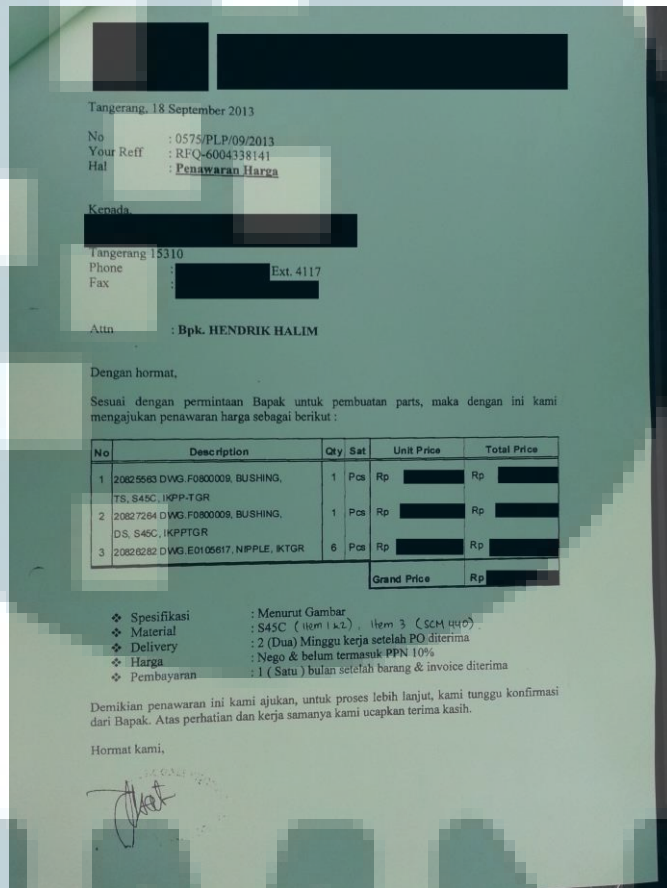 Tangerang, 18 September 2013
No : 0575/PLP/09/2013
Your Reff : RFQ-6004338141
Hal : Penawaran Harga
Kepada,
Tangerang 15310
Phone : Ext. 4117
Fax :
Attn : Bpk. HENDRIK HALIM
Dengan hormat,
Sesuai dengan permintaan Bapak untuk pembuatan parts, maka dengan ini kami
mengajukan penawaran harga sebagai berikut :
No Description Qty Sat Unit Price Total Price
1 20825563 DWG.F0800009, BUSHING, 1 Pcs Rp Rp
TS, S45C, IKPP-TGR
2 20827264 DWG.F0800009, BUSHING, 1 Pcs Rp Rp
DS, S45C, IKPPTGR
3 20826282 DWG.E0105617, NIPPLE, IKTGR 6 Pcs Rp Rp
Grand Price Rp
❖ Spesifikasi : Menurut Gambar
❖ Material : S45C (item 1 & 2), item 3 (SCM 440)
❖ Delivery : 2 (Dua) Minggu kerja setelah PO diterima
❖ Harga : Nego & belum termasuk PPN 10%
❖ Pembayaran : 1 ( Satu ) bulan setelah barang & invoice diterima
Demikian penawaran ini kami ajukan, untuk proses lebih lanjut, kami tunggu konfirmasi
dari Bapak. Atas perhatian dan kerja samanya kami ucapkan terima kasih.
Hormat kami,